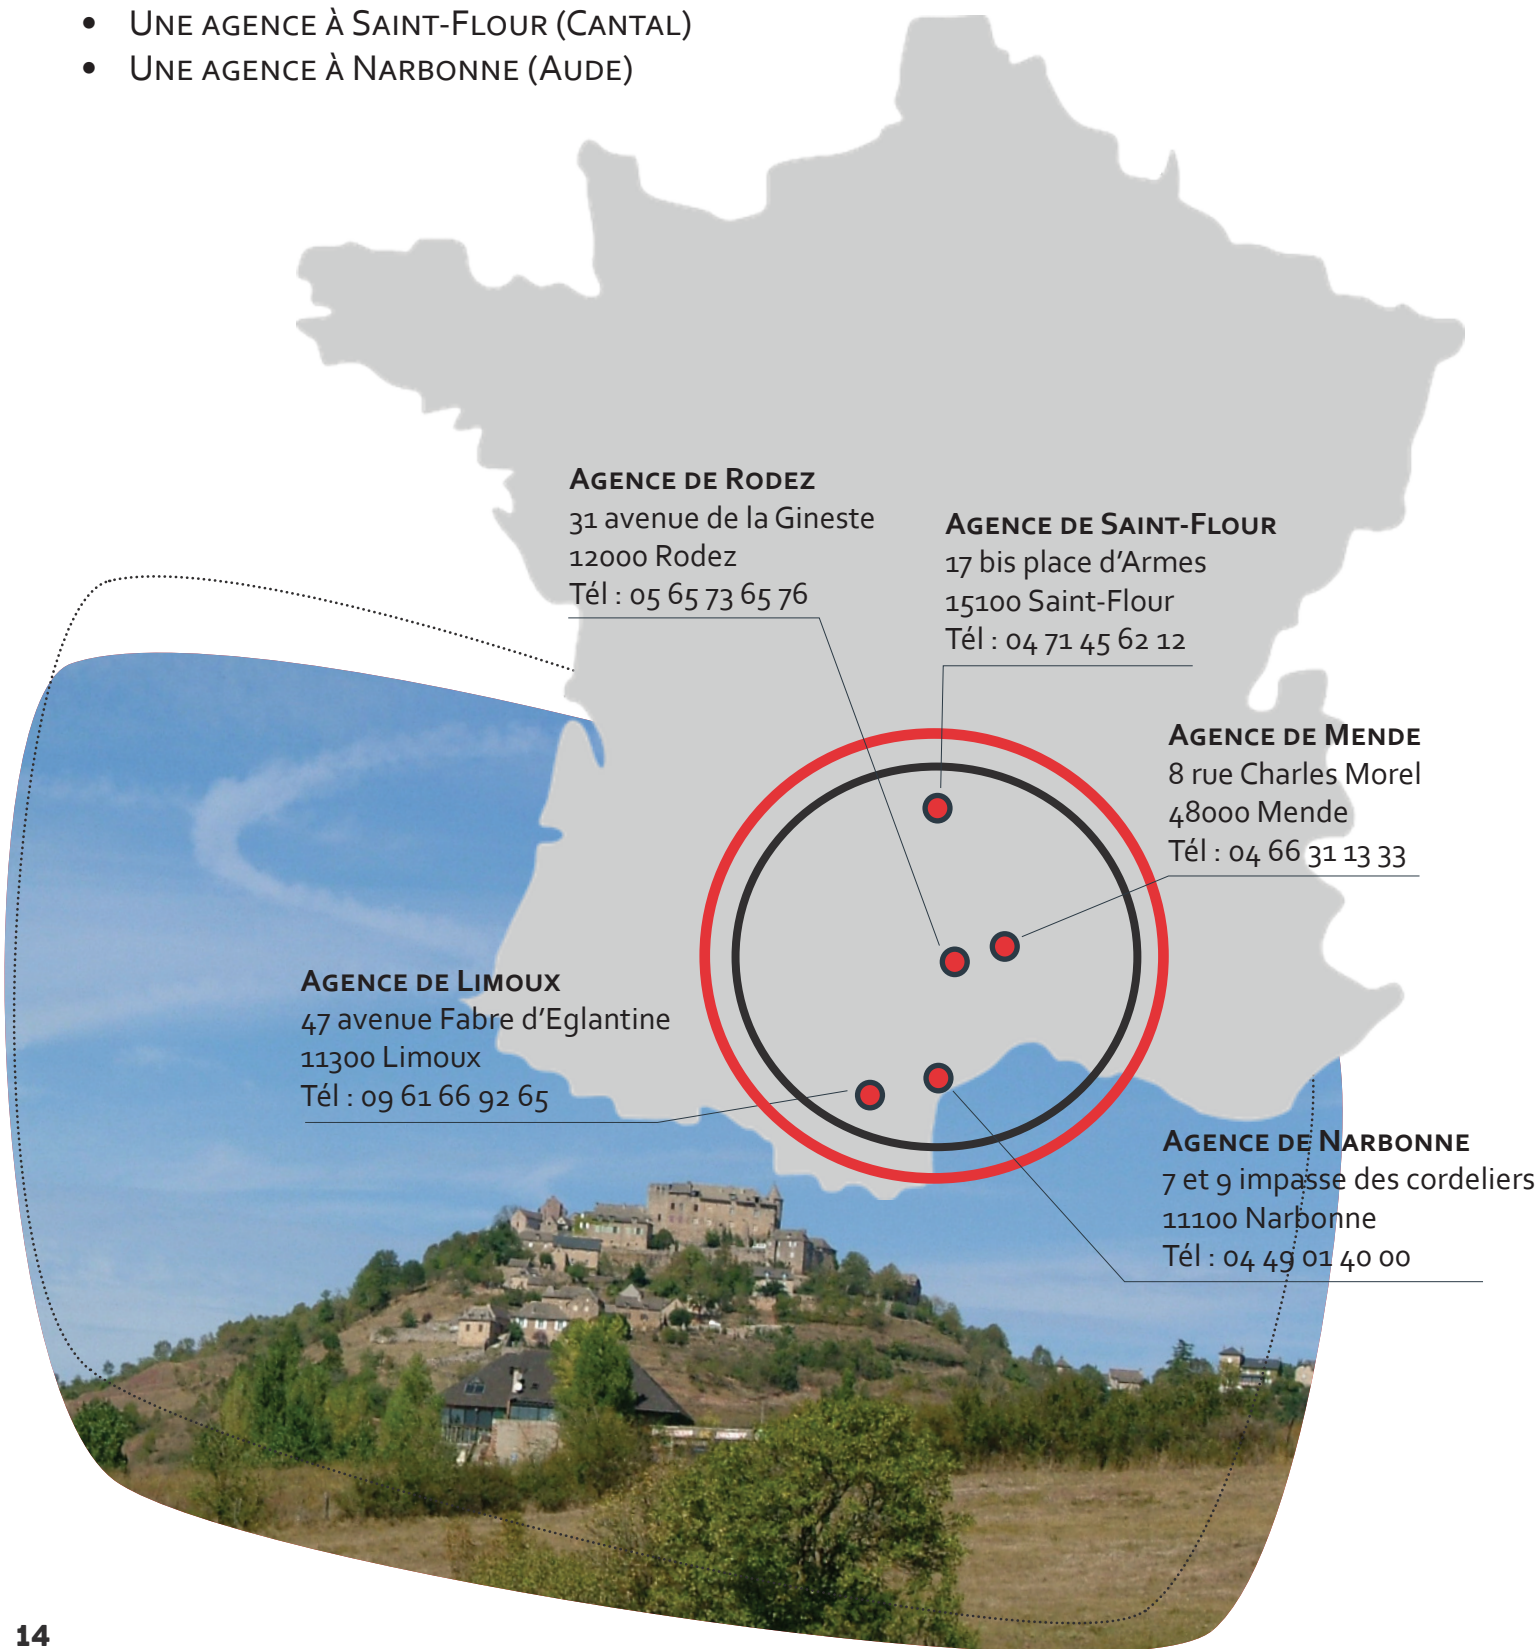 • UNE AGENCE À SAINT-FLOUR (CANTAL)
• UNE AGENCE À NARBONNE (AUDE)
AGENCE DE RODEZ
31 avenue de la Gineste
12000 Rodez
Tél : 05 65 73 65 76
AGENCE DE SAINT-FLOUR
17 bis place d'Armes
15100 Saint-Flour
Tél : 04 71 45 62 12
AGENCE DE MENDE
8 rue Charles Morel
48000 Mende
Tél : 04 66 31 13 33
AGENCE DE LIMOUX
47 avenue Fabre d'Eglantine
11300 Limoux
Tél : 09 61 66 92 65
AGENCE DE NARBONNE
7 et 9 impasse des cordeliers
11100 Narbonne
Tél : 04 49 01 40 00
14